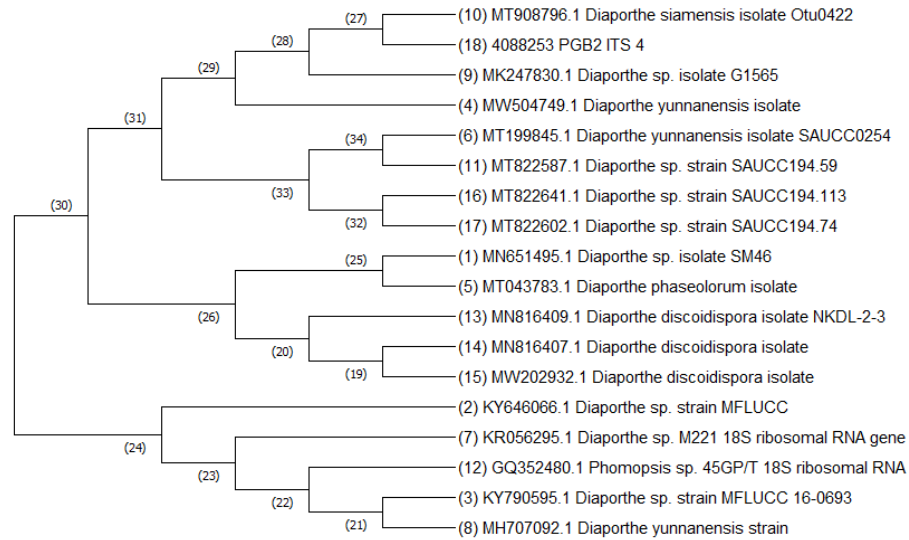 (27)
(10) MT908796.1 Diaporthe siamensis isolate Otu0422
(28)
(18) 4088253 PGB2 ITS 4
(29)
(9) MK247830.1 Diaporthe sp. isolate G1565
(4) MW504749.1 Diaporthe yunnanensis isolate
(31)
(34)
(6) MT199845.1 Diaporthe yunnanensis isolate SAUCC0254
(11) MT822587.1 Diaporthe sp. strain SAUCC194.59
(33)
(16) MT822641.1 Diaporthe sp. strain SAUCC194.113
(30)
(32)
(17) MT822602.1 Diaporthe sp. strain SAUCC194.74
(25)
(1) MN651495.1 Diaporthe sp. isolate SM46
(5) MT043783.1 Diaporthe phaseolorum isolate
(26)
(13) MN816409.1 Diaporthe discoidispora isolate NKDL-2-3
(20)
(14) MN816407.1 Diaporthe discoidispora isolate
(19)
(15) MW202932.1 Diaporthe discoidispora isolate
(2) KY646066.1 Diaporthe sp. strain MFLUCC
(24)
(7) KR056295.1 Diaporthe sp. M221 18S ribosomal RNA gene
(23)
(12) GQ352480.1 Phomopsis sp. 45GP/T 18S ribosomal RNA
(22)
(3) KY790595.1 Diaporthe sp. strain MFLUCC 16-0693
(21)
(8) MH707092.1 Diaporthe yunnanensis strain